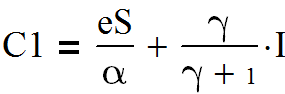 C1 = eS/α + γ/(γ + 1)·I